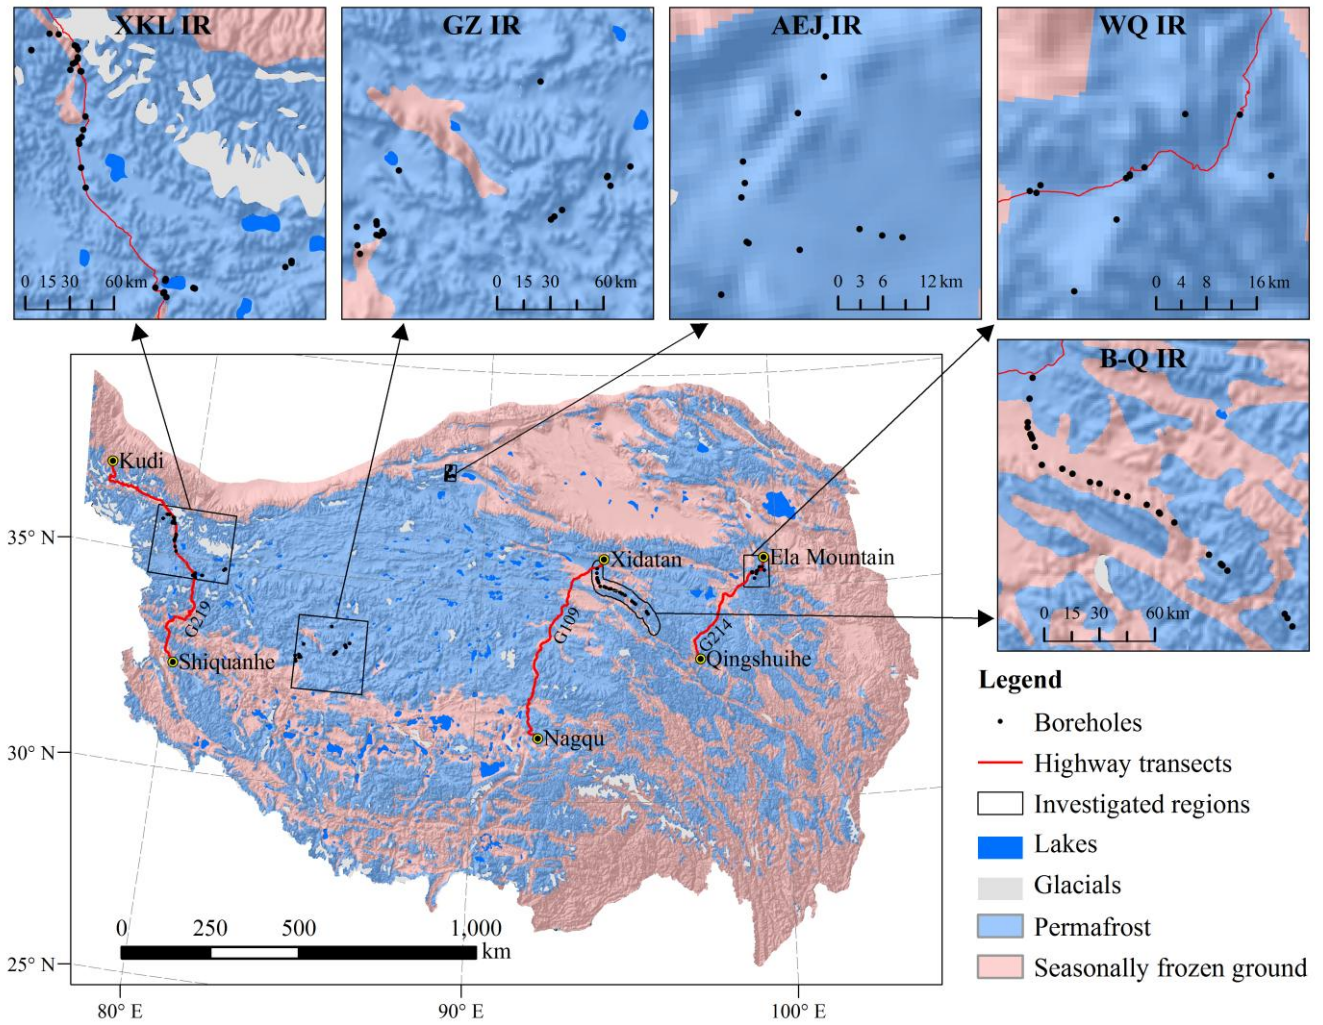 XKL IR
0 15 30 60 km
GZ IR
0 15 30 60 km
AEJ IR
0 3 6 12 km
WQ IR
0 4 8 16 km
B-Q IR
0 15 30 60 km
Kudi
Xidatan
Ela Mountain
G219
G109
G214
Shiquanhe
Qingshuihe
Nagqu
35° N
30° N
25° N
0 250 500 1,000
km
80° E
90° E
100° E
Legend
Boreholes
Highway transects
Investigated regions
Lakes
Glacials
Permafrost
Seasonally frozen ground